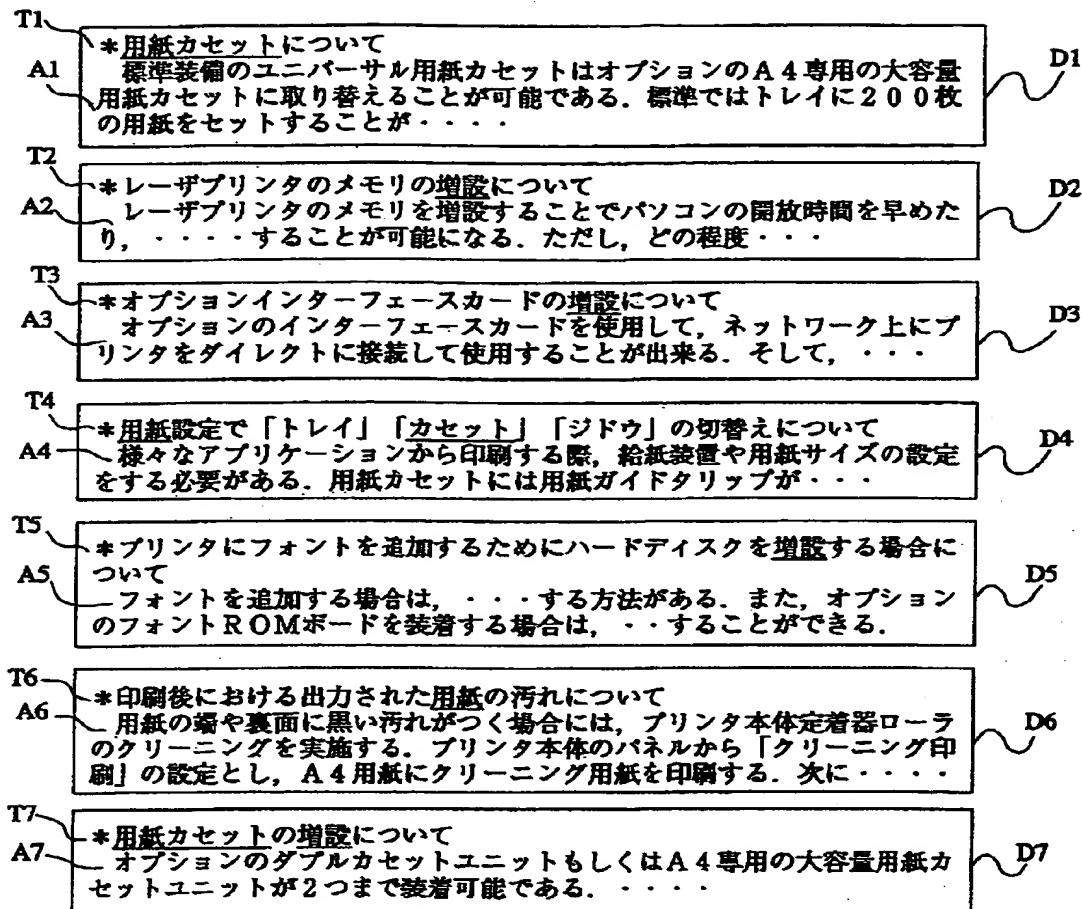 T1
*用紙カセットについて
A1
D1
標準装備のユニバーサル用紙カセットはオプションのA4専用の大容量
用紙カセットに取り替えることが可能である．標準ではトレイに200枚
の用紙をセットすることが・・・・
T2
*レーザプリンタのメモリの増設について
D2
A2
レーザプリンタのメモリを増設することでパソコンの開放時間を早めた
り，・・・・することが可能になる．ただし，どの程度・・・
T3
*オプションインターフェースカードの増設について
A3
D3
オプションのインターフェースカードを使用して，ネットワーク上にプ
リンタをダイレクトに接続して使用することが出来る．そして，・・・
T4
*用紙設定で「トレイ」「カセット」「ジドウ」の切替えについて
D4
A4
様々なアプリケーションから印刷する際，給紙装置や用紙サイズの設定
をする必要がある．用紙カセットには用紙ガイドタリップが・・・
T5
*プリンタにフォントを追加するためにハードディスクを増設する場合に
ついて
A5
D5
フォントを追加する場合は，・・・する方法がある．また，オプション
のフォントROMボードを装着する場合は，・・することができる．
T6
*印刷後における出力された用紙の汚れについて
A6
D6
用紙の端や裏面に黒い汚れがつく場合には，プリンタ本体定着器ローラ
のクリーニングを実施する．プリンタ本体のパネルから「クリーニング印
刷」の設定とし，A4用紙にクリーニング用紙を印刷する．次に・・・・
T7
*用紙カセットの増設について
A7
D7
オプションのダブルカセットユニットもしくはA4専用の大容量用紙カ
セットユニットが2つまで装着可能である．・・・・